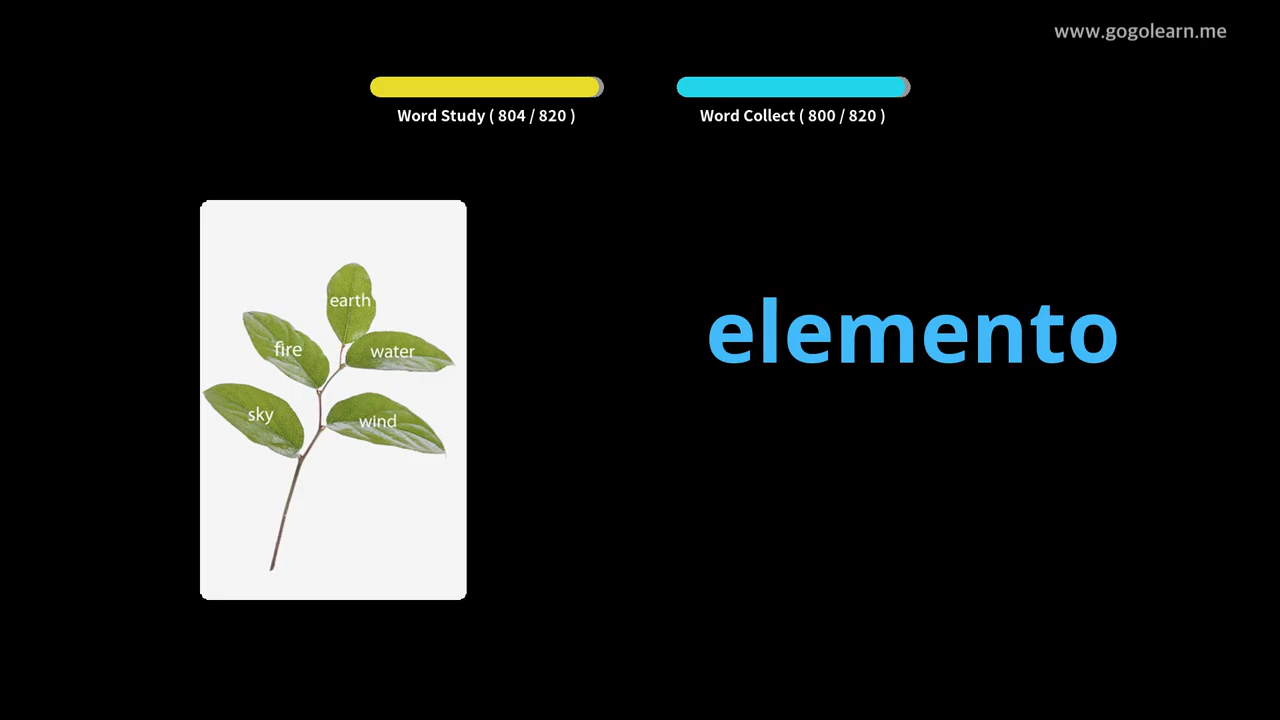 www.gogolearn.me
Word Study ( 804 / 820 )
Word Collect ( 800 / 820 )
earth
fire
water
sky
wind
elemento